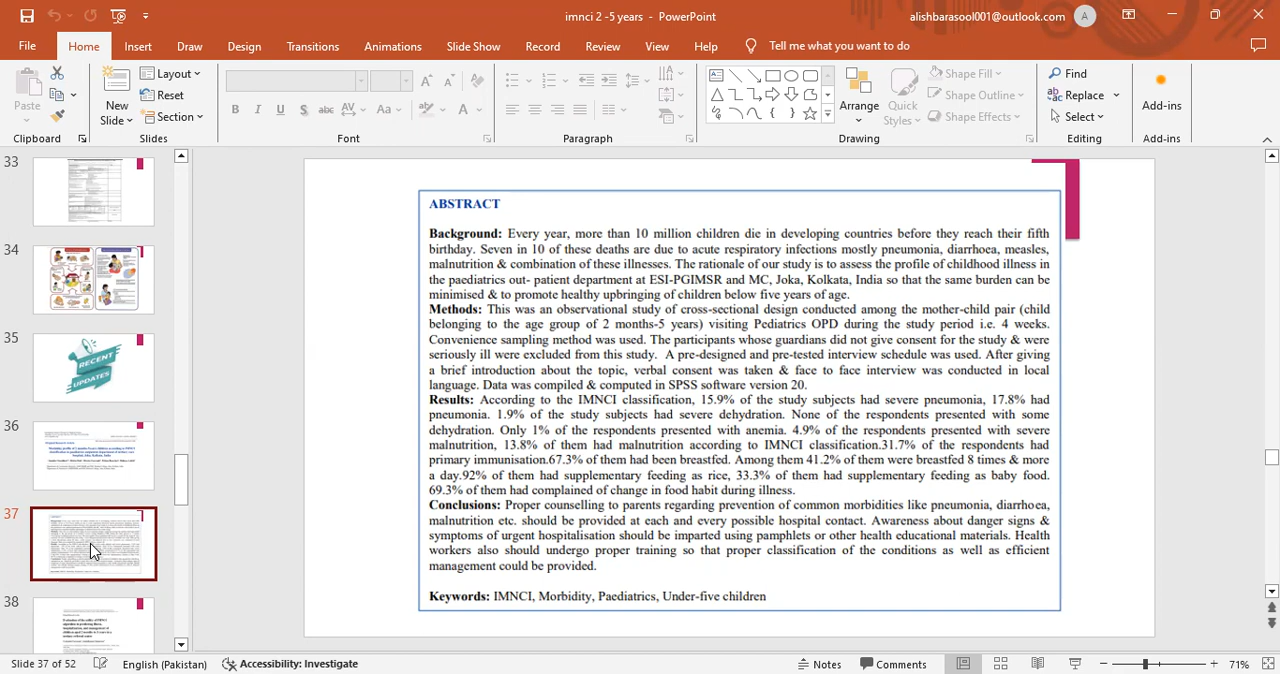 imnci 2 -5 years - PowerPoint
alishbarasool001@outlook.com
A
File Home Insert Draw Design Transitions Animations Slide Show Record Review View Help Tell me what you want to do
Paste
New Slide
Layout
Reset
Section
B I U S abc AV Aa A
Arrange
Quick Styles
Shape Fill
Shape Outline
Shape Effects
Find
Replace
Select
Add-ins
Clipboard Slides Font Paragraph Drawing Editing Add-ins
33
34
35
RECENT
UPDATES
36
37
38
ABSTRACT
Background: Every year, more than 10 million children die in developing countries before they reach their fifth
birthday. Seven in 10 of these deaths are due to acute respiratory infections mostly pneumonia, diarrhoea, measles,
malnutrition & combination of these illnesses. The rationale of our study is to assess the profile of childhood illness in
the paediatrics out- patient department at ESI-PGIMSR and MC, Joka, Kolkata, India so that the same burden can be
minimised & to promote healthy upbringing of children below five years of age.
Methods: This was an observational study of cross-sectional design conducted among the mother-child pair (child
belonging to the age group of 2 months-5 years) visiting Pediatrics OPD during the study period i.e. 4 weeks.
Convenience sampling method was used. The participants whose guardians did not give consent for the study & were
seriously ill were excluded from this study. A pre-designed and pre-tested interview schedule was used. After giving
a brief introduction about the topic, verbal consent was taken & face to face interview was conducted in local
language. Data was compiled & computed in SPSS software version 20.
Results: According to the IMNCI classification, 15.9% of the study subjects had severe pneumonia, 17.8% had
pneumonia. 1.9% of the study subjects had severe dehydration. None of the respondents presented with some
dehydration. Only 1% of the respondents presented with malaria. 4.9% of the respondents presented with severe
malnutrition. 17.8% of them had malnutrition according to IMNCI classification.31.7% of the respondents had
primary immunisation.67.3% of them had been breastfed. Among them 41.2% of them were breastfed 8 times & more
a day.92% of them had supplementary feeding as rice, 33.3% of them had supplementary feeding as baby food.
69.3% of them had complained of change in food habit during illness.
Conclusions: Proper counselling to parents regarding prevention of common morbidities like pneumonia, diarrhoea,
malnutrition etc should be provided at each and every possible hospital contact. Awareness about danger signs &
symptoms of urgent hospitalisation should be imparted using pamphlets or other health educational materials. Health
workers also should undergo proper training so that proper classification of the conditions as well as efficient
management could be provided.
Keywords: IMNCI, Morbidity, Paediatrics, Under-five children
Slide 37 of 52 English (Pakistan) Accessibility: Investigate Notes Comments 71%